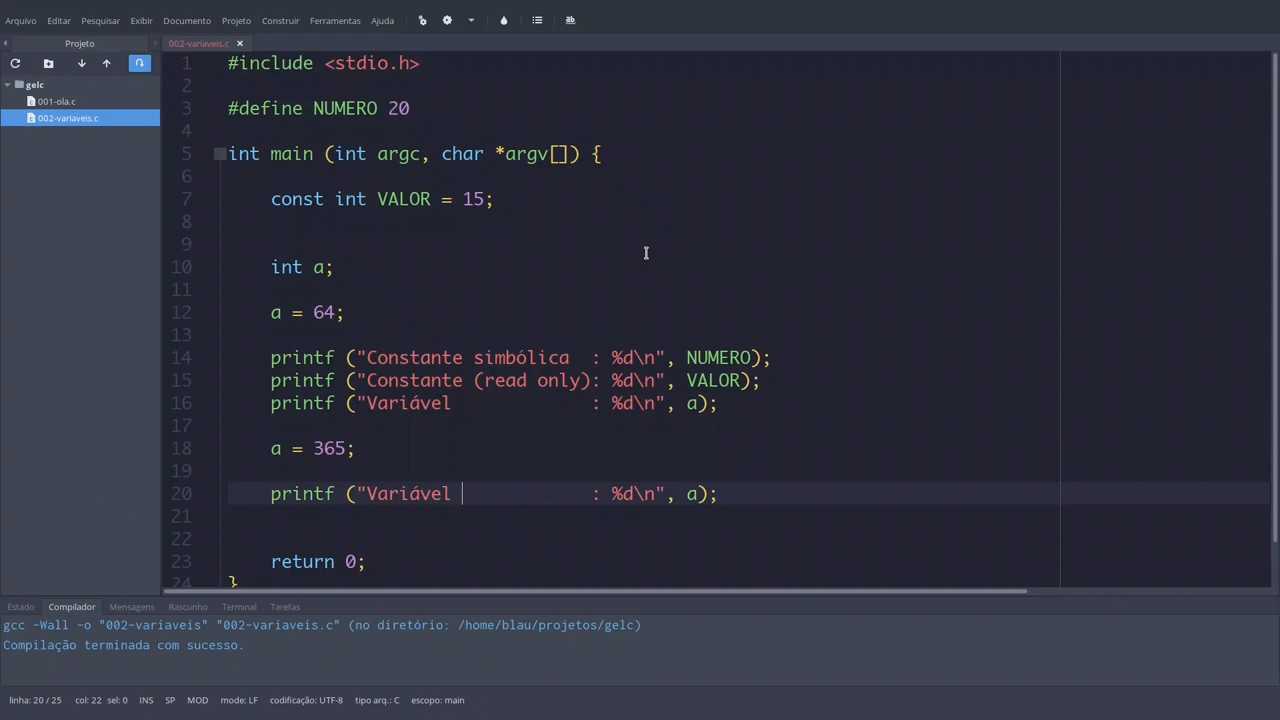 Arquivo Editar Pesquisar Exibir Documento Projeto Construir Ferramentas Ajuda
Projeto
002-variaveis.c
gelc
001-ola.c
002-variaveis.c
1 #include <stdio.h>
2
3 #define NUMERO 20
4
5 int main (int argc, char *argv[]) {
6
7 const int VALOR = 15;
8
9
10 int a;
11
12 a = 64;
13
14 printf ("Constante simbólica  : %d\n", NUMERO);
15 printf ("Constante (read only): %d\n", VALOR);
16 printf ("Variável             : %d\n", a);
17
18 a = 365;
19
20 printf ("Variável             : %d\n", a);
21
22
23 return 0;
24 }
Estado Compilador Mensagens Rascunho Terminal Tarefas
gcc -Wall -o "002-variaveis" "002-variaveis.c" (no diretório: /home/blau/projetos/gelc)
Compilação terminada com sucesso.
linha: 20 / 25 col: 22 sel: 0 INS SP MOD mode: LF codificação: UTF-8 tipo arq.: C escopo: main